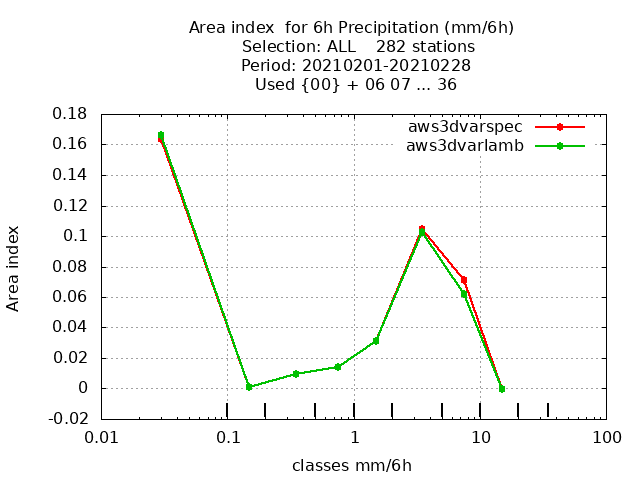 Area index  for 6h Precipitation (mm/6h)
Selection: ALL    282 stations
Period: 20210201-20210228
Used {00} + 06 07 ... 36
aws3dvarspec
aws3dvarlamb
Area index
0.18
0.16
0.14
0.12
0.1
0.08
0.06
0.04
0.02
0
-0.02
0.01 0.1 1 10 100
classes mm/6h